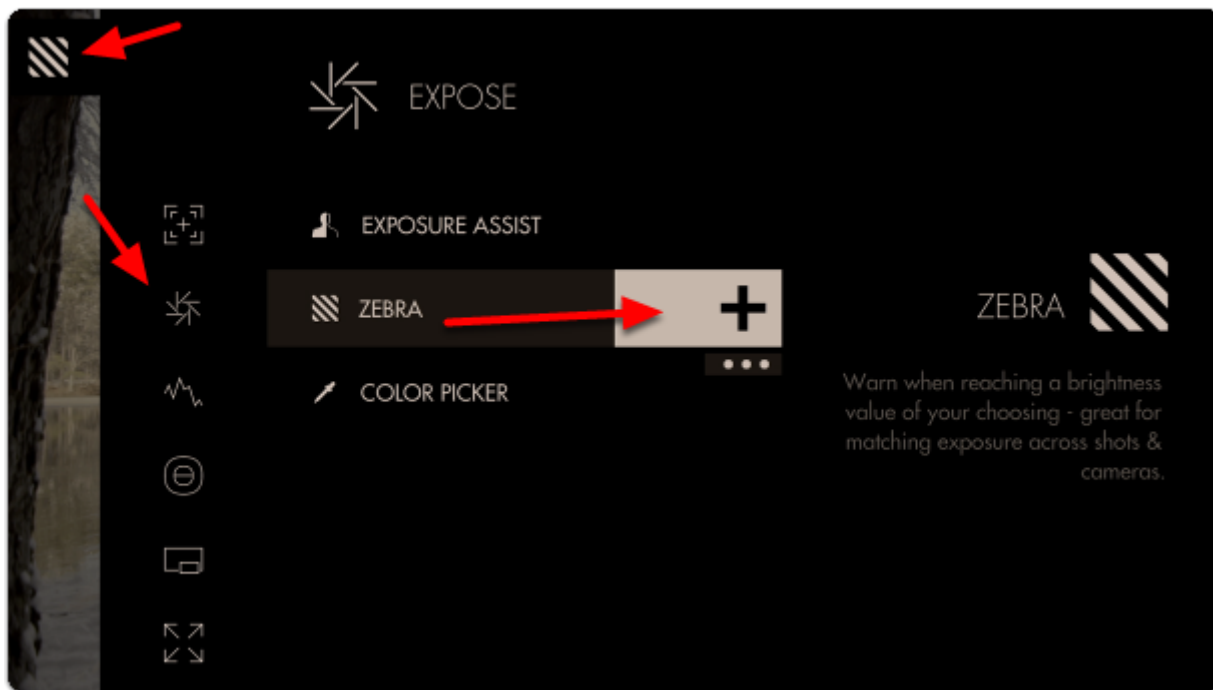 EXPOSE
EXPOSURE ASSIST
ZEBRA
COLOR PICKER
ZEBRA
Warn when reaching a brightness
value of your choosing - great for
matching exposure across shots &
cameras.